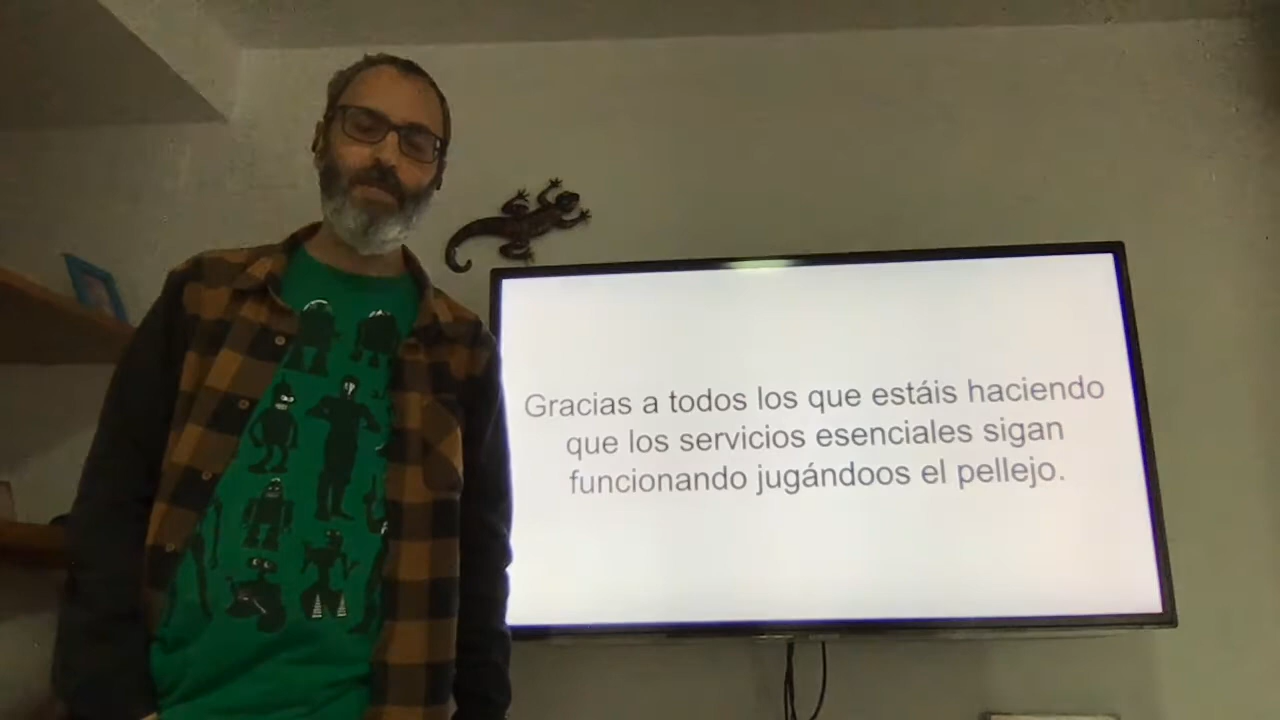 Gracias a todos los que estáis haciendo
que los servicios esenciales sigan
funcionando jugándoos el pellejo.